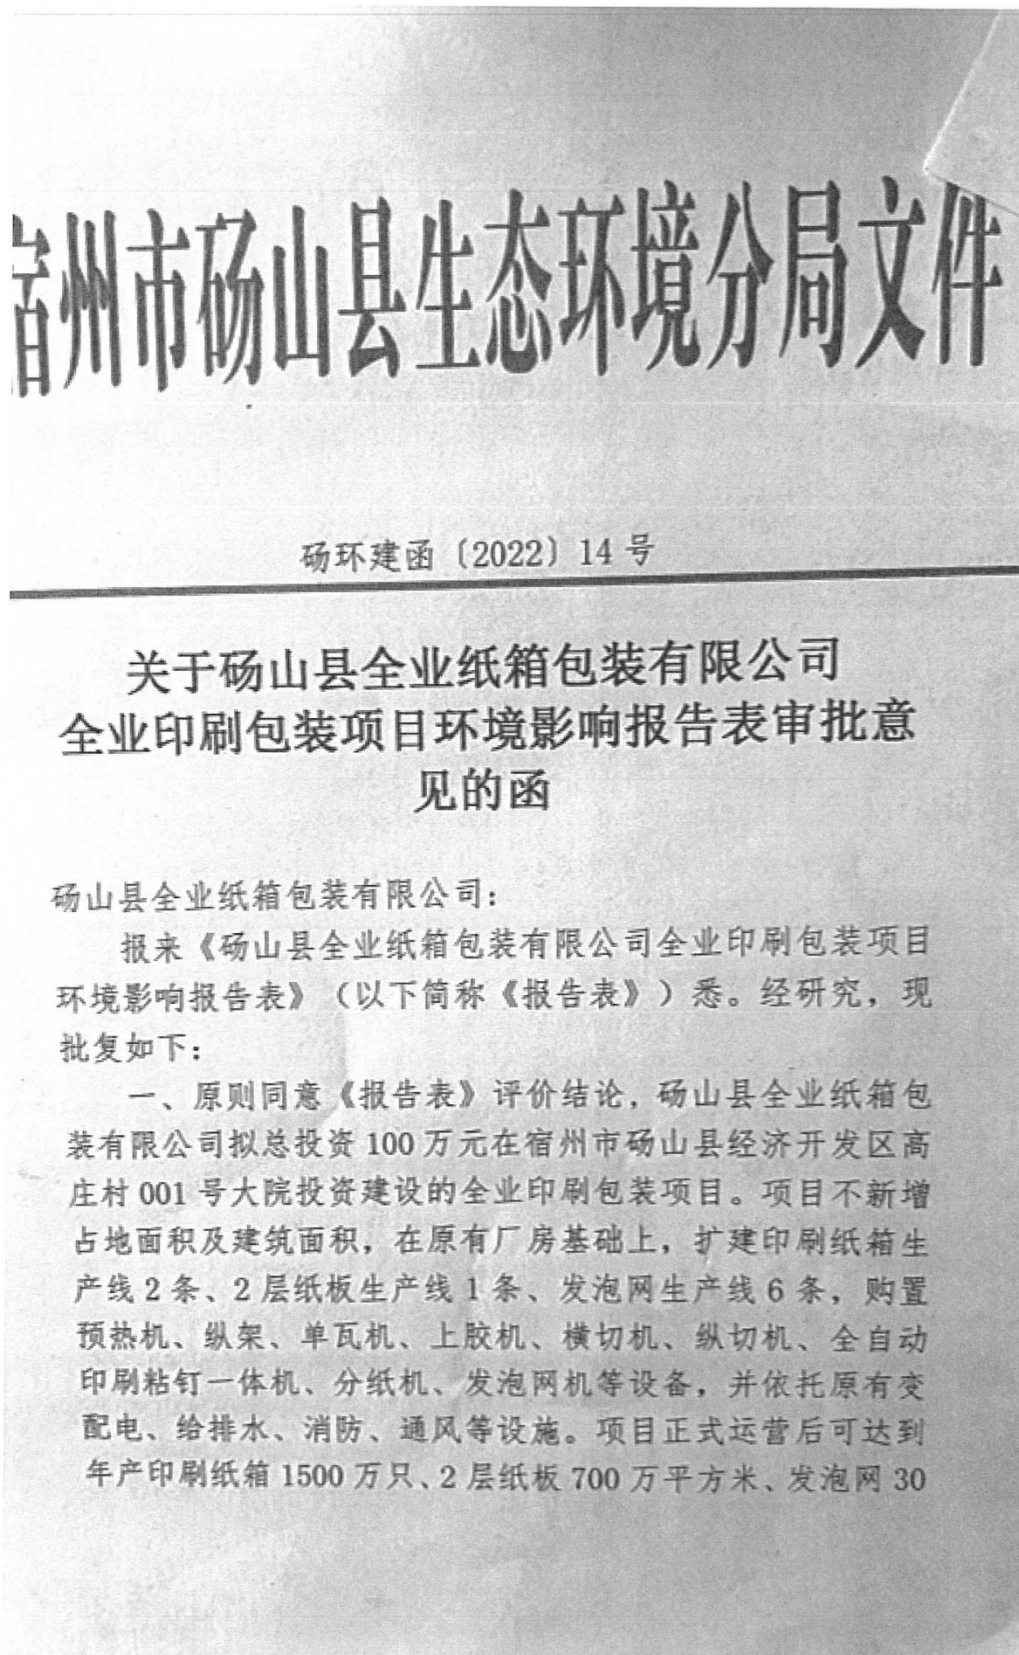 宿州市砀山县生态环境分局文件
砀环建函〔2022〕14号
关于砀山县全业纸箱包装有限公司
全业印刷包装项目环境影响报告表审批意
见的函
砀山县全业纸箱包装有限公司：
报来《砀山县全业纸箱包装有限公司全业印刷包装项目
环境影响报告表》（以下简称《报告表》）悉。经研究，现
批复如下：
一、原则同意《报告表》评价结论，砀山县全业纸箱包
装有限公司拟总投资100万元在宿州市砀山县经济开发区高
庄村001号大院投资建设的全业印刷包装项目。项目不新增
占地面积及建筑面积，在原有厂房基础上，扩建印刷纸箱生
产线2条、2层纸板生产线1条、发泡网生产线6条，购置
预热机、纵架、单瓦机、上胶机、横切机、纵切机、全自动
印刷粘钉一体机、分纸机、发泡网机等设备，并依托原有变
配电、给排水、消防、通风等设施。项目正式运营后可达到
年产印刷纸箱1500万只、2层纸板700万平方米、发泡网30